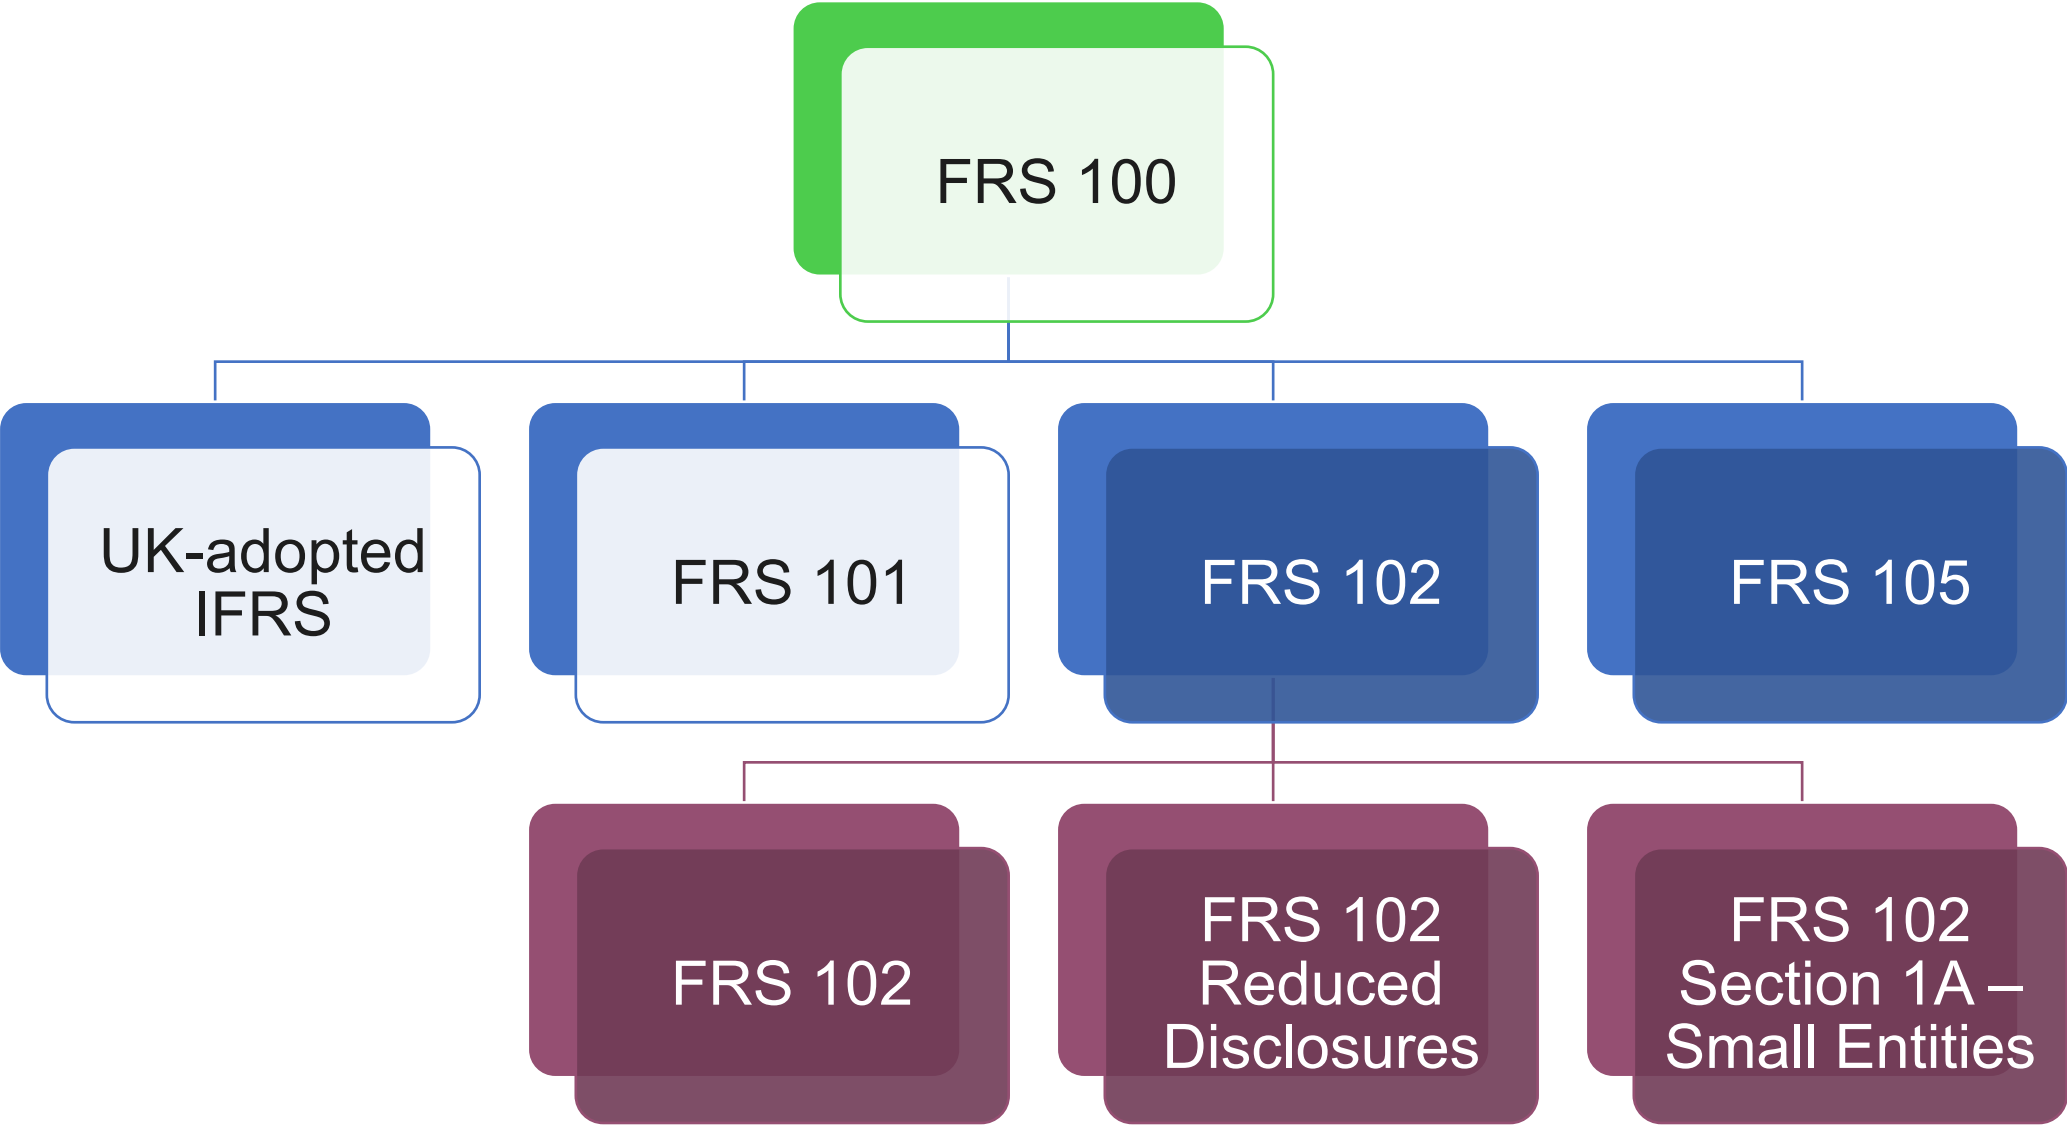 FRS 100
UK-adopted
IFRS
FRS 101
FRS 102
FRS 105
FRS 102
FRS 102
Reduced
Disclosures
FRS 102
Section 1A –
Small Entities